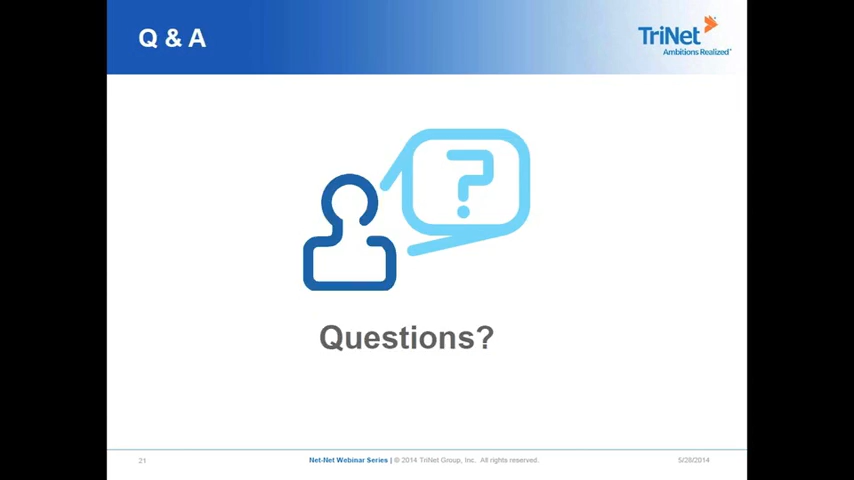 Q & A
TriNet
Ambitions Realized
?
Questions?
21
Net-Net Webinar Series | © 2014 TriNet Group, Inc. All rights reserved.
5/28/2014